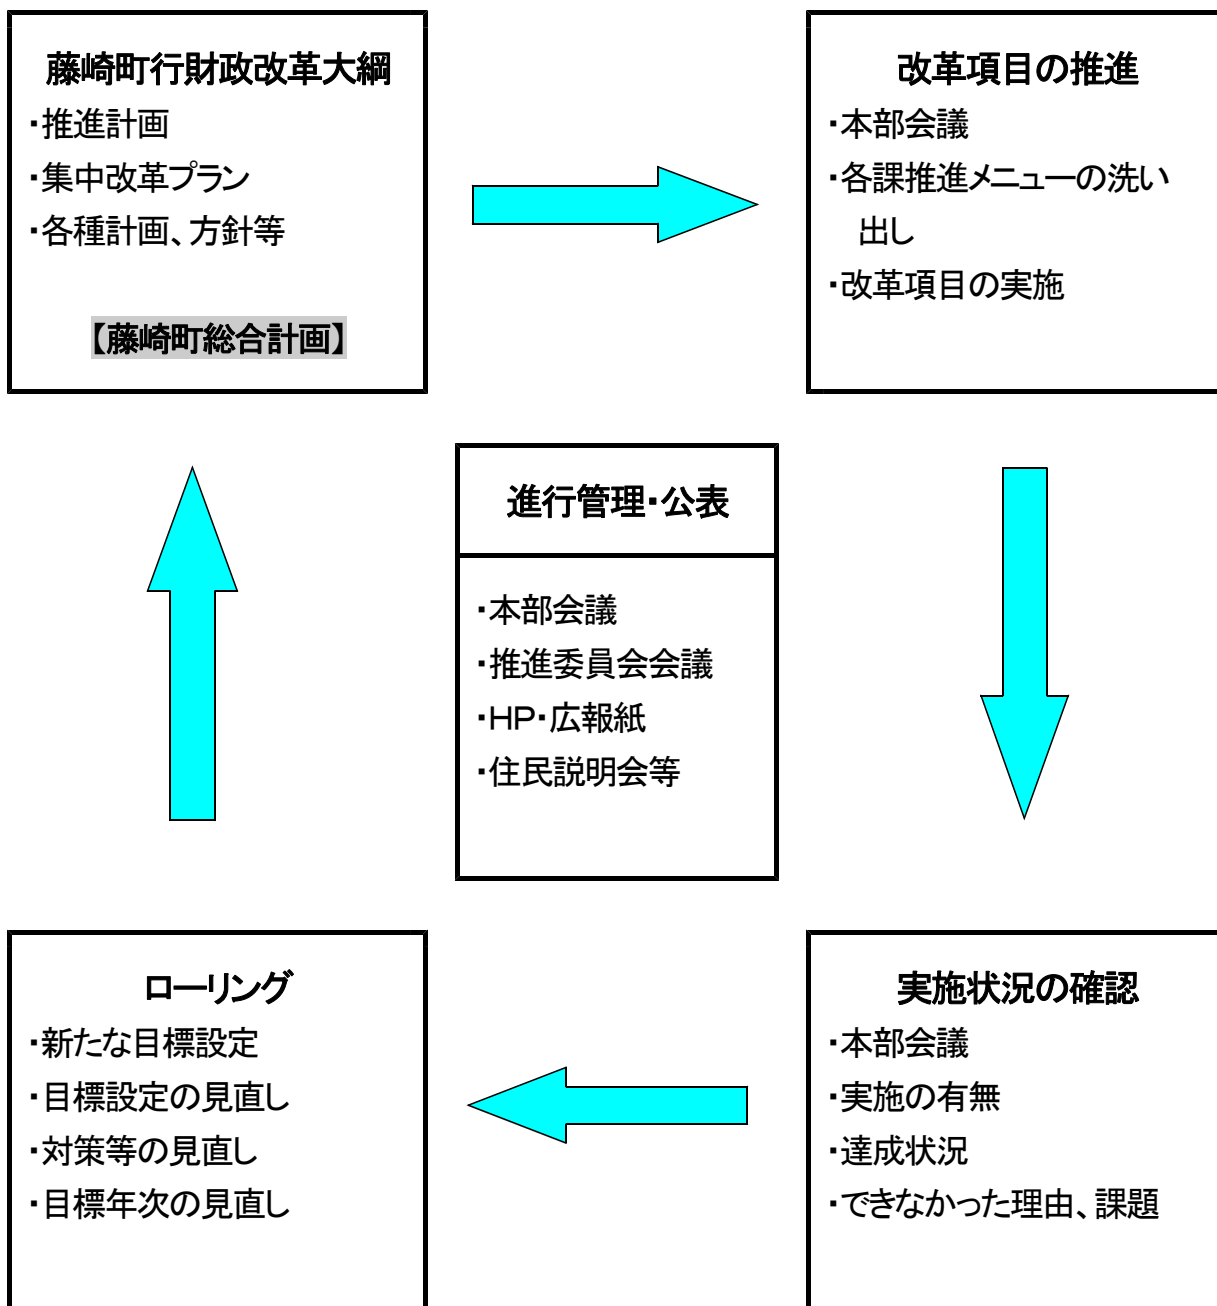 藤崎町行財政改革大綱
・推進計画
・集中改革プラン
・各種計画、方針等
【藤崎町総合計画】
改革項目の推進
・本部会議
・各課推進メニューの洗い
出し
・改革項目の実施
進行管理・公表
・本部会議
・推進委員会会議
・HP・広報紙
・住民説明会等
ローリング
・新たな目標設定
・目標設定の見直し
・対策等の見直し
・目標年次の見直し
実施状況の確認
・本部会議
・実施の有無
・達成状況
・できなかった理由、課題